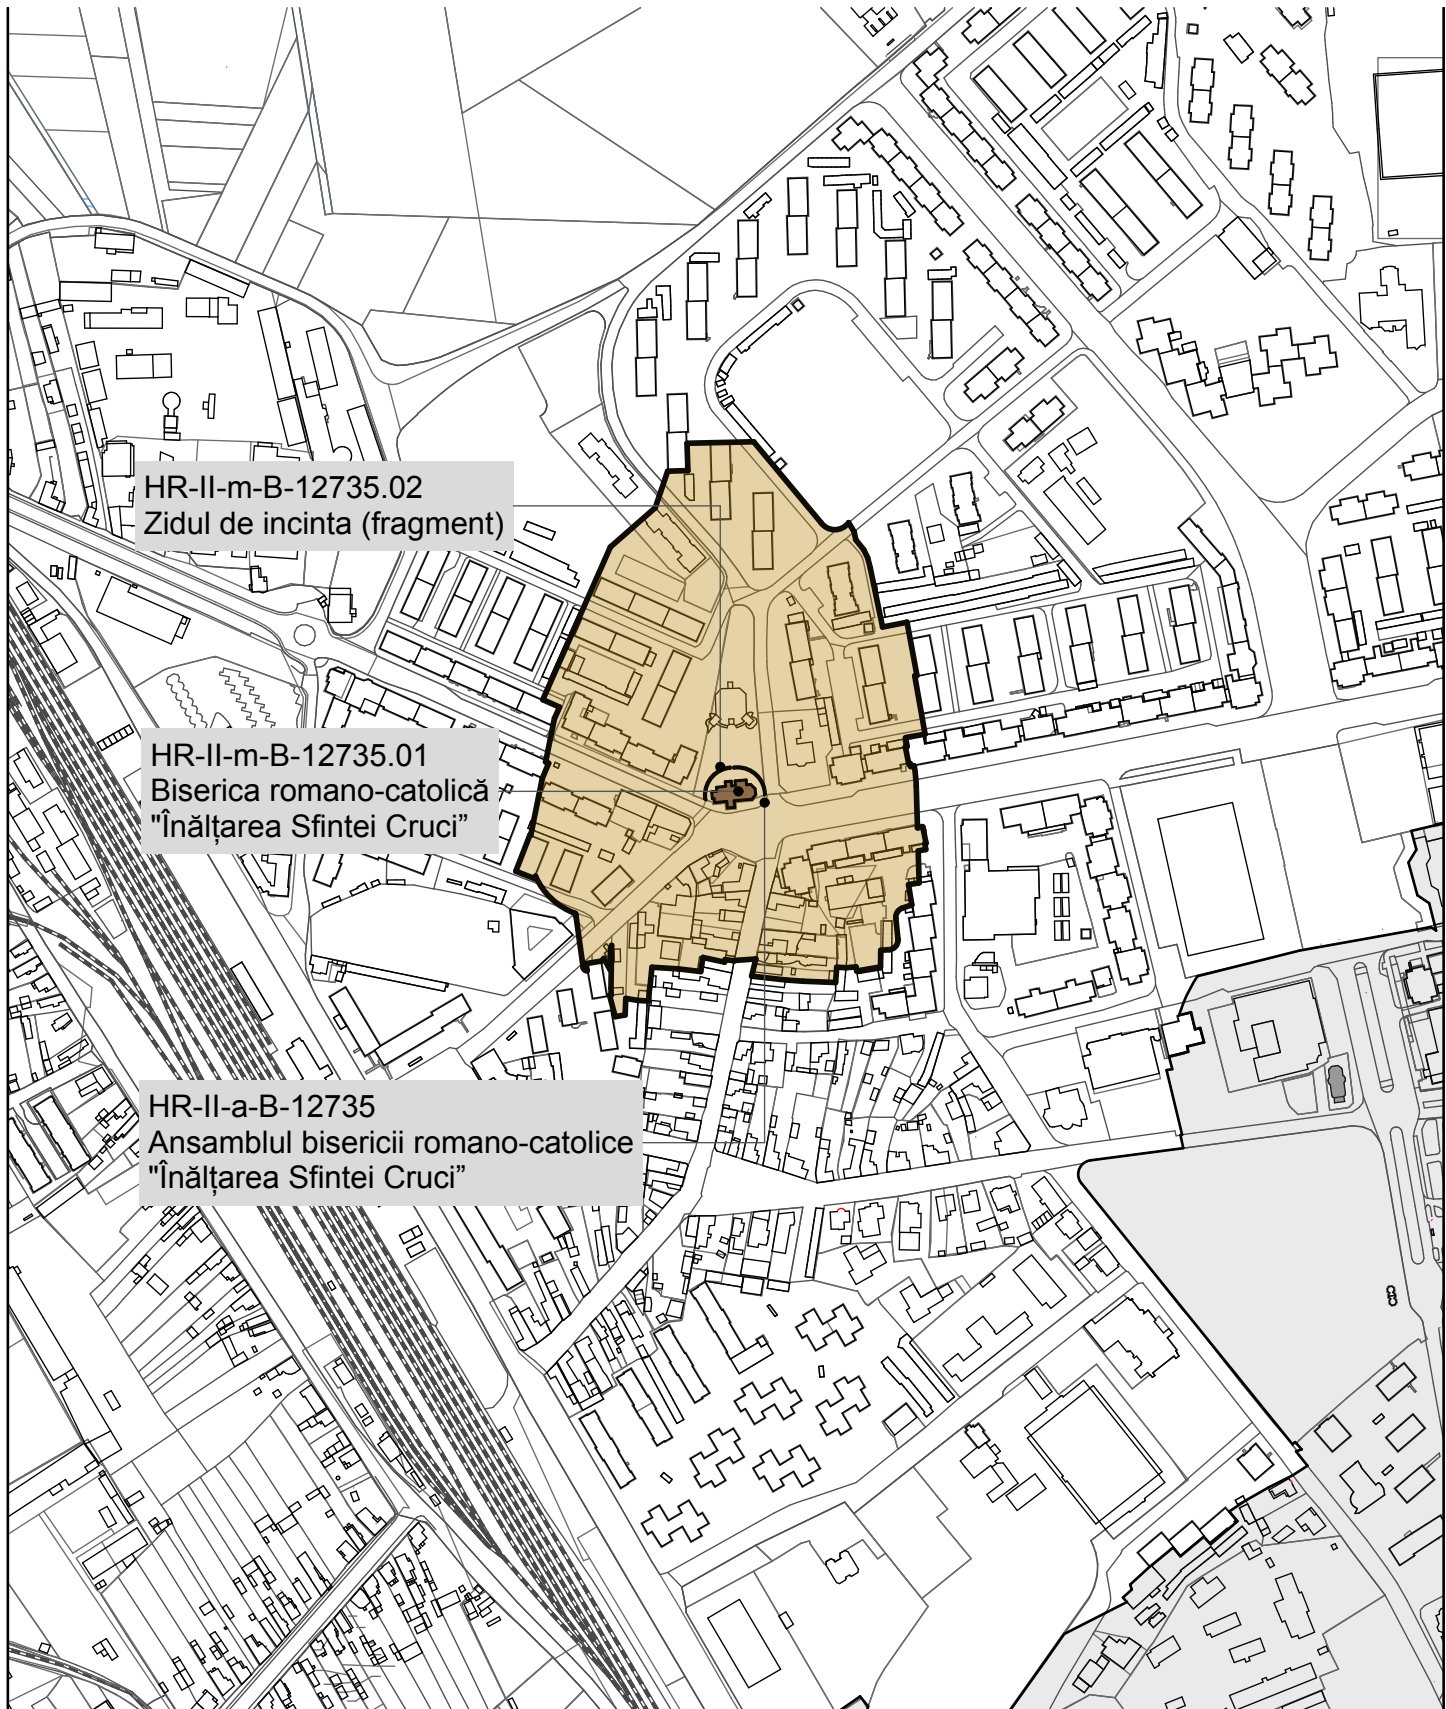 HR-II-m-B-12735.02
Zidul de incinta (fragment)
HR-II-m-B-12735.01
Biserica romano-catolică
"Înălțarea Sfintei Cruci”
HR-II-a-B-12735
Ansamblul bisericii romano-catolice
"Înălțarea Sfintei Cruci”